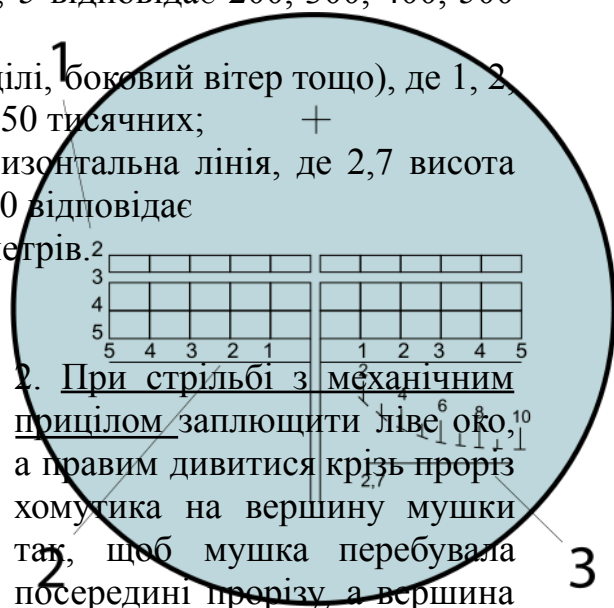 , 5 відповідає 200, 300, 400, 500
1
ілі, боковий вітер тощо), де 1, 2,
50 тисячних;
изонтальна лінія, де 2,7 висота
0 відповідає
етрів.
2
3
4
5
5 4 3 2 1 1 2 3 4 5
2 4 6 8 10
2,7
2. При стрільбі з механічним
прицілом заплющити ліве око,
а правим дивитися крізь проріз
хомутика на вершину мушки
так, щоб мушка перебувала
посередині прорізу, а вершина
2
3